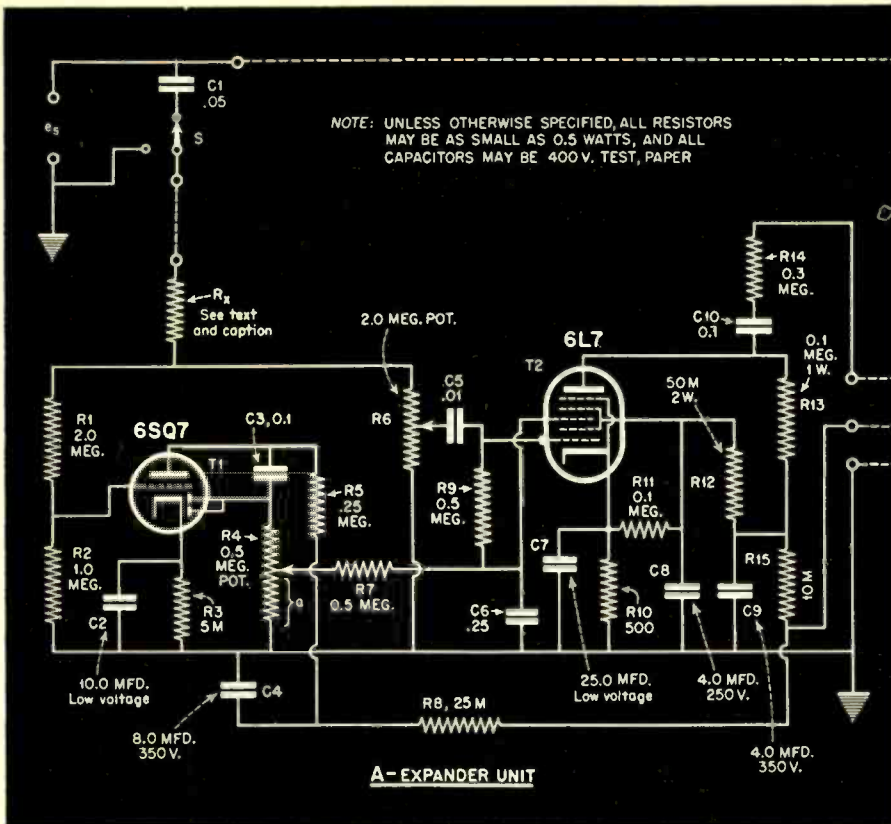 C1
.05
es
S
NOTE: UNLESS OTHERWISE SPECIFIED, ALL RESISTORS
MAY BE AS SMALL AS 0.5 WATTS, AND ALL
CAPACITORS MAY BE 400 V. TEST, PAPER
Rx
See text
and caption
2.0 MEG. POT.
R14
0.3
MEG.
C10
0.1
6L7
T2
0.1
MEG.
1 W.
R13
C5
.01
50 M
2 W.
R1
2.0
MEG.
6SQ7
T1
C3, 0.1
R6
R5
.25
MEG.
R9
0.5
MEG.
R12
R11
0.1
MEG.
R4
0.5
MEG.
POT.
R2
1.0
MEG.
C7
C8
R15
10 M
a
R7
0.5 MEG.
C2
R3
5 M
C6
.25
R10
500
C9
10.0 MFD.
Low voltage
C4
25.0 MFD.
Low voltage
4.0 MFD.
250 V.
8.0 MFD.
350 V.
R8, 25 M
4.0 MFD.
350 V.
A-EXPANDER UNIT